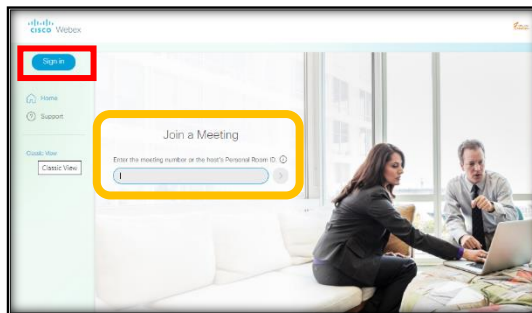 CISCO Webex
Sign in
Home
Support
Classic View
Classic View
Join a Meeting
Enter the meeting number or the host's Personal Room ID.